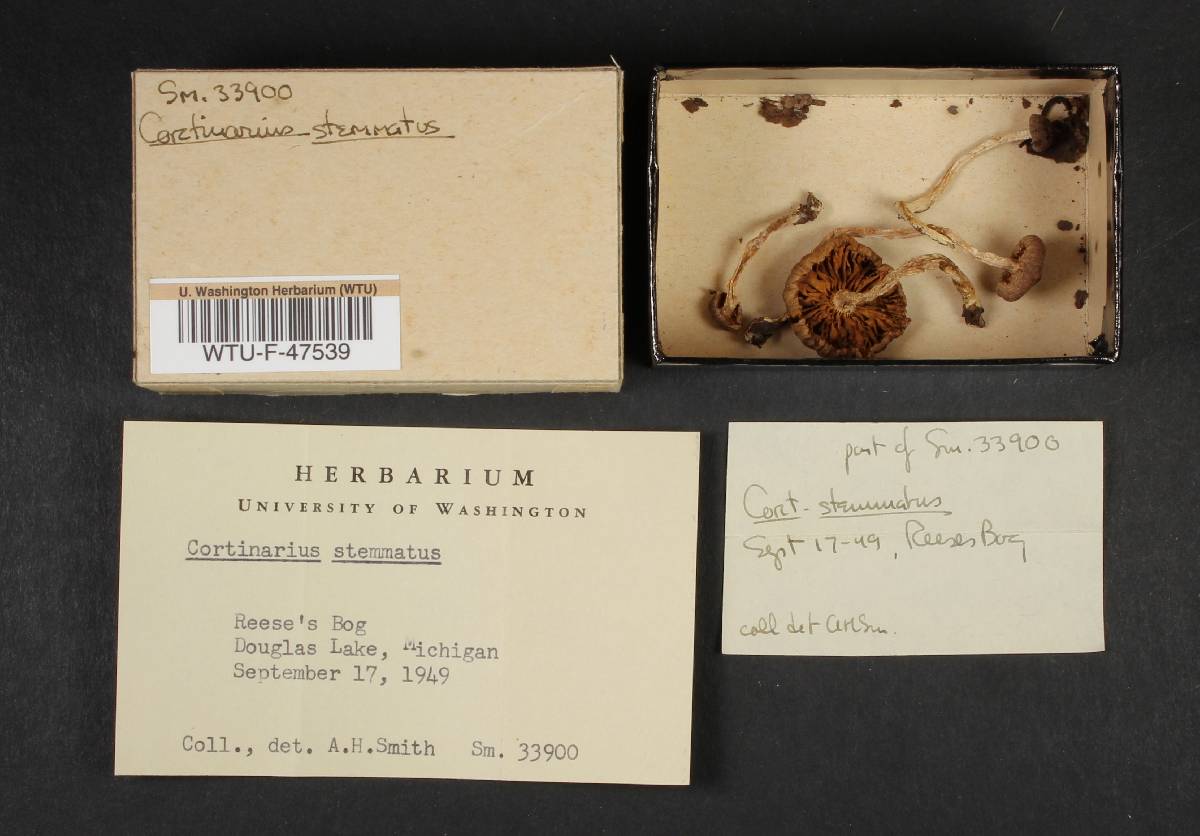 Sm. 33900
Cortinarius stemmatus
U. Washington Herbarium (WTU)
WTU-F-47539
HERBARIUM
UNIVERSITY OF WASHINGTON
Cortinarius stemmatus
Reese's Bog
Douglas Lake, Michigan
September 17, 1949
Coll., det. A.H.Smith Sm. 33900
part of Sm. 33900
Cort. stemmatus
Sept 17-49, Reeses Bog
coll det AHSm.